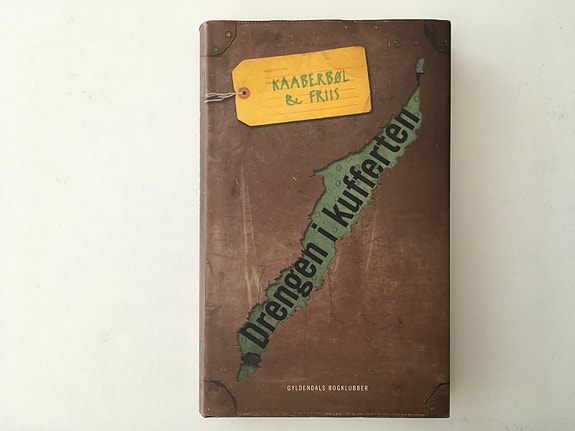 KAABERBØL
& FRIIS
Drengen i kufferten
GYLDENDALS BOGKLUBBER